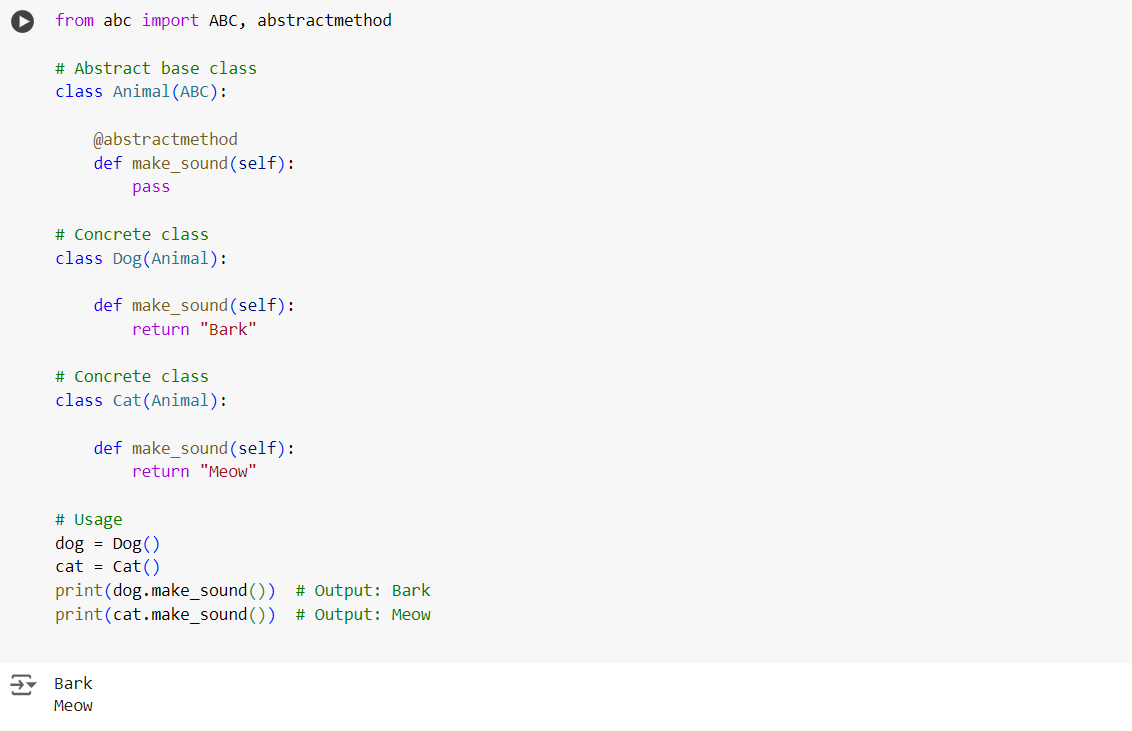 from abc import ABC, abstractmethod
# Abstract base class
class Animal(ABC):
@abstractmethod
def make_sound(self):
pass
# Concrete class
class Dog(Animal):
def make_sound(self):
return "Bark"
# Concrete class
class Cat(Animal):
def make_sound(self):
return "Meow"
# Usage
dog = Dog()
cat = Cat()
print(dog.make_sound())  # Output: Bark
print(cat.make_sound())  # Output: Meow
Bark
Meow